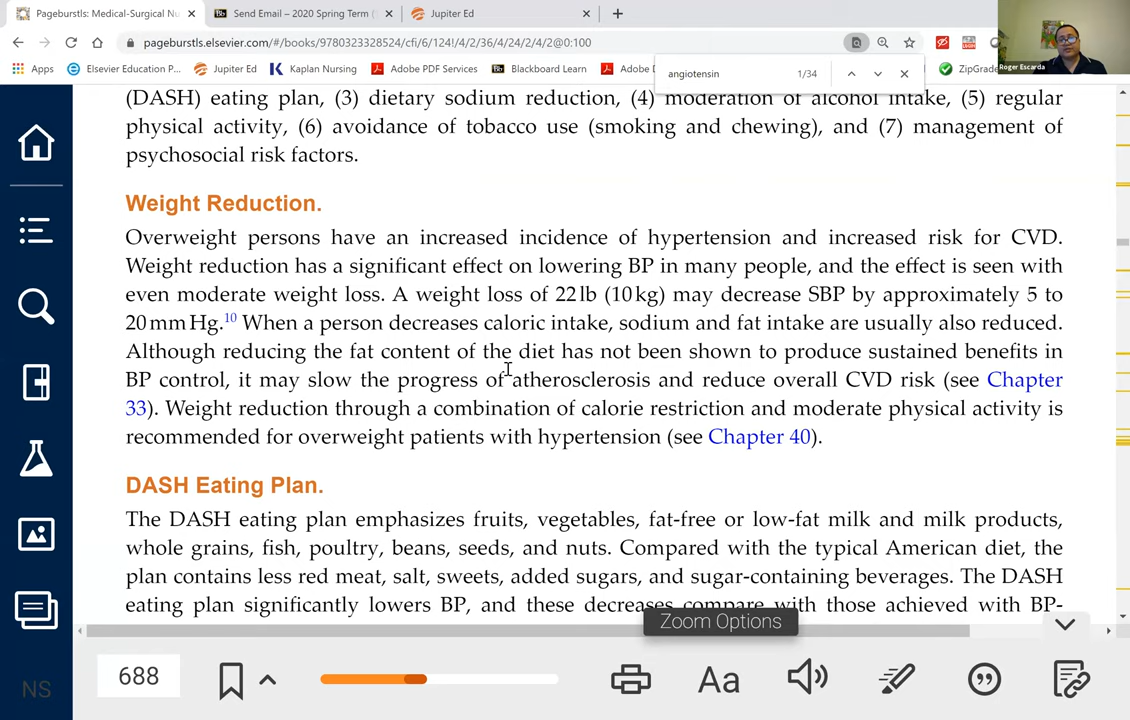 Pageburstls: Medical-Surgical Nu
Send Email – 2020 Spring Term (
Jupiter Ed
pageburstls.elsevier.com/#/books/9780323328524/cfi/6/124!/4/2/36/4/24/2/4/2@0:100
Roger Escarda
Apps
Elsevier Education P...
Jupiter Ed
Kaplan Nursing
Adobe PDF Services
Blackboard Learn
Adobe D
angiotensin
1/34
ZipGrade
(DASH) eating plan, (3) dietary sodium reduction, (4) moderation of alcohol intake, (5) regular
physical activity, (6) avoidance of tobacco use (smoking and chewing), and (7) management of
psychosocial risk factors.
Weight Reduction.
Overweight persons have an increased incidence of hypertension and increased risk for CVD.
Weight reduction has a significant effect on lowering BP in many people, and the effect is seen with
even moderate weight loss. A weight loss of 22 lb (10 kg) may decrease SBP by approximately 5 to
20 mm Hg.10 When a person decreases caloric intake, sodium and fat intake are usually also reduced.
Although reducing the fat content of the diet has not been shown to produce sustained benefits in
BP control, it may slow the progress of atherosclerosis and reduce overall CVD risk (see Chapter
33). Weight reduction through a combination of calorie restriction and moderate physical activity is
recommended for overweight patients with hypertension (see Chapter 40).
DASH Eating Plan.
The DASH eating plan emphasizes fruits, vegetables, fat-free or low-fat milk and milk products,
whole grains, fish, poultry, beans, seeds, and nuts. Compared with the typical American diet, the
plan contains less red meat, salt, sweets, added sugars, and sugar-containing beverages. The DASH
eating plan significantly lowers BP, and these decreases compare with those achieved with BP-
Zoom Options
NS
688
Aa